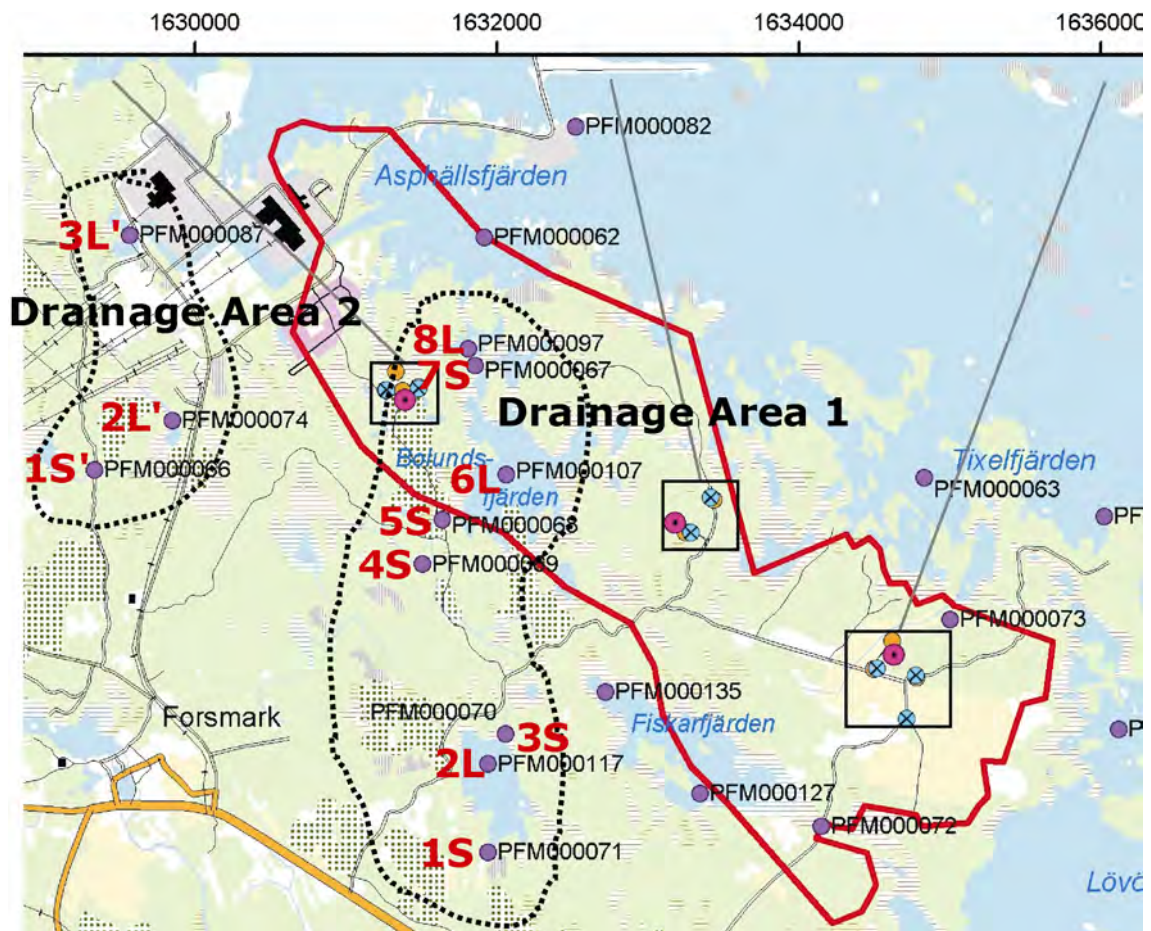 1630000
1632000
1634000
1636000
PFM000082
Asphällsfjärden
3L'
PFM000087
PFM000062
Drainage Area 2
8L
PFM000097
7S
PFM000067
Drainage Area 1
2L'
PFM000074
1S'
PFM000066
Bolunds-
fjärden
6L
PFM000107
Tixelfjärden
PFM000063
5S
PFM000068
PF
4S
PFM000069
PFM000073
PFM000135
Forsmark
PFM000070
3S
Fiskarfjärden
P
2L
PFM000117
PFM000127
PFM000072
1S
PFM000071
Lövö